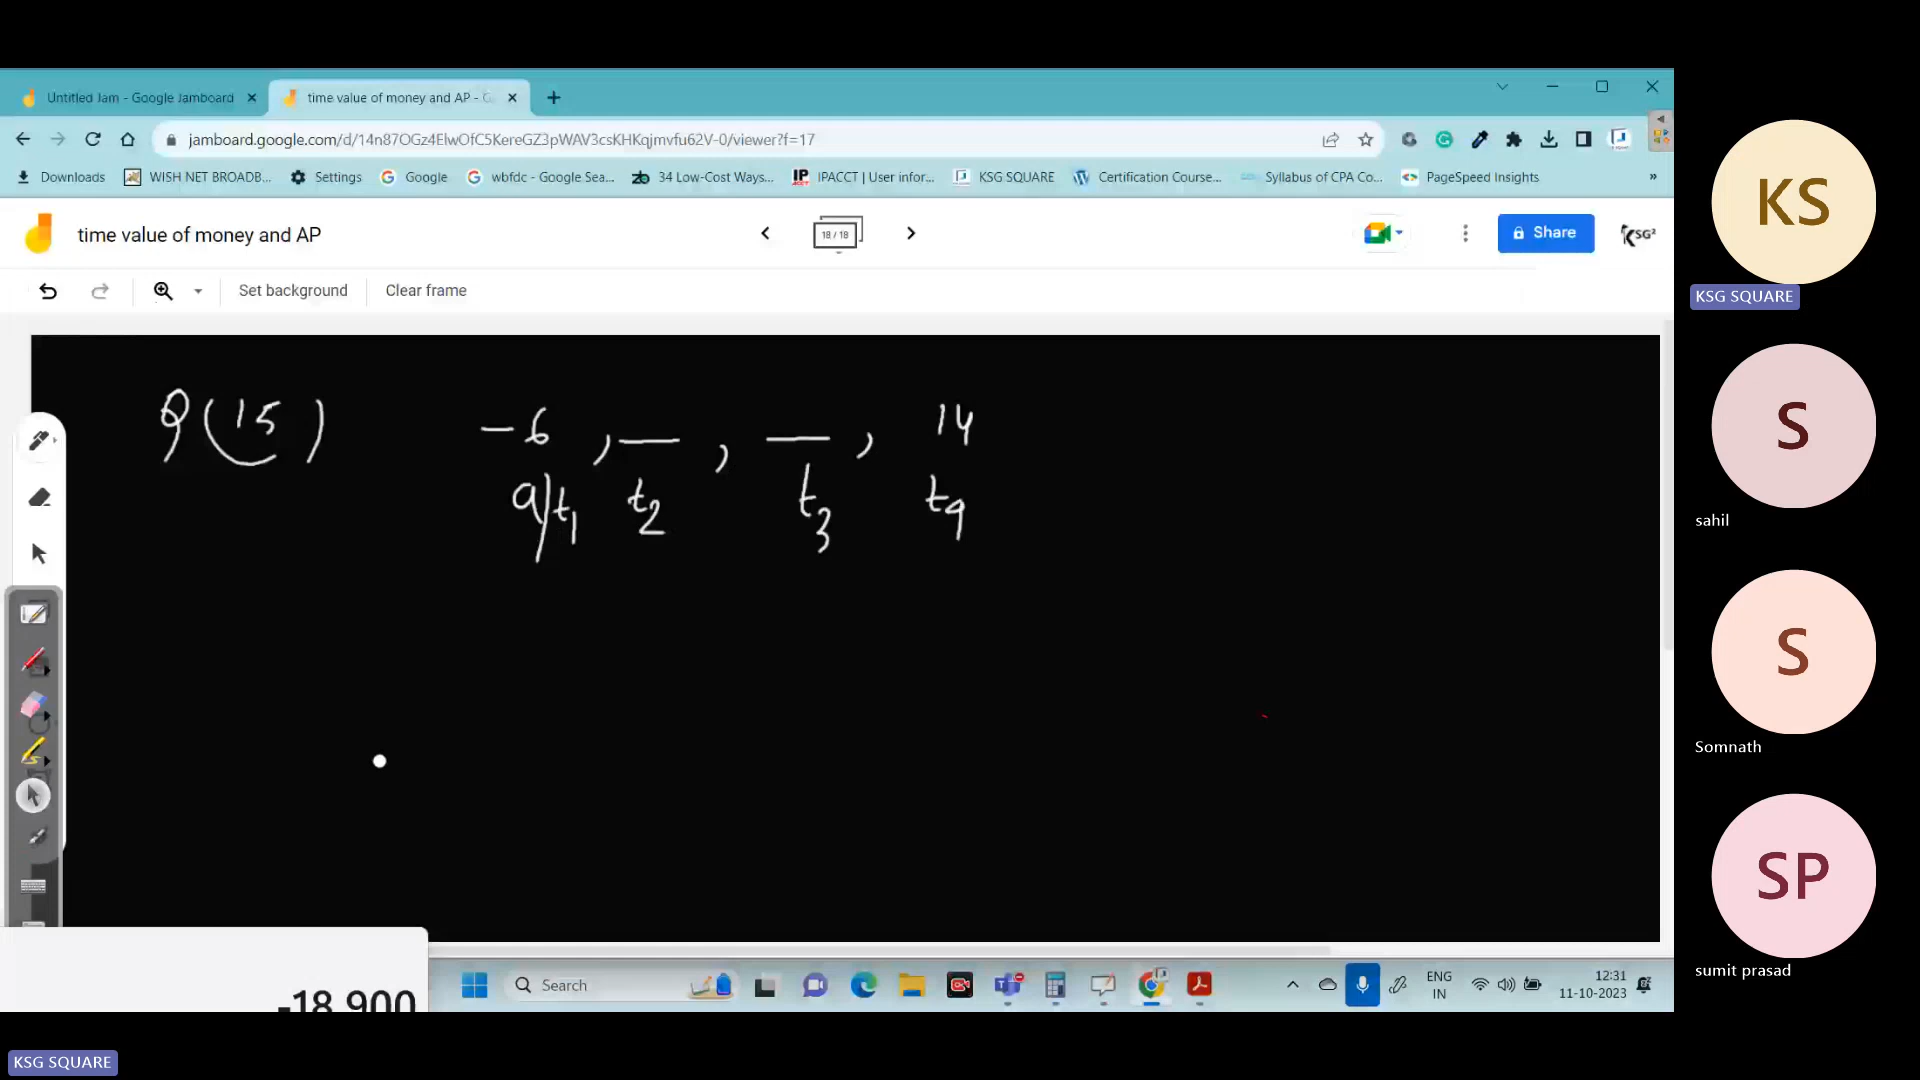 Untitled Jam - Google Jamboard
time value of money and AP - G
jamboard.google.com/d/14n87OGz4ElwOfC5KereGZ3pWAV3csKHKqjmvfu62V-0/viewer?f=17
Downloads WISH NET BROADB... Settings Google wbfdc - Google Sea... 34 Low-Cost Ways... IPACCT | User infor... KSG SQUARE Certification Course... Syllabus of CPA Co... PageSpeed Insights »
time value of money and AP
18 / 18
Share
KSG²
Set background Clear frame
Q(15) -6, __, __, 14
a/t1 t2 t3 t4
-18,900
Search
ENG
IN
12:31
11-10-2023
KS
KSG SQUARE
S
sahil
S
Somnath
SP
sumit prasad
KSG SQUARE